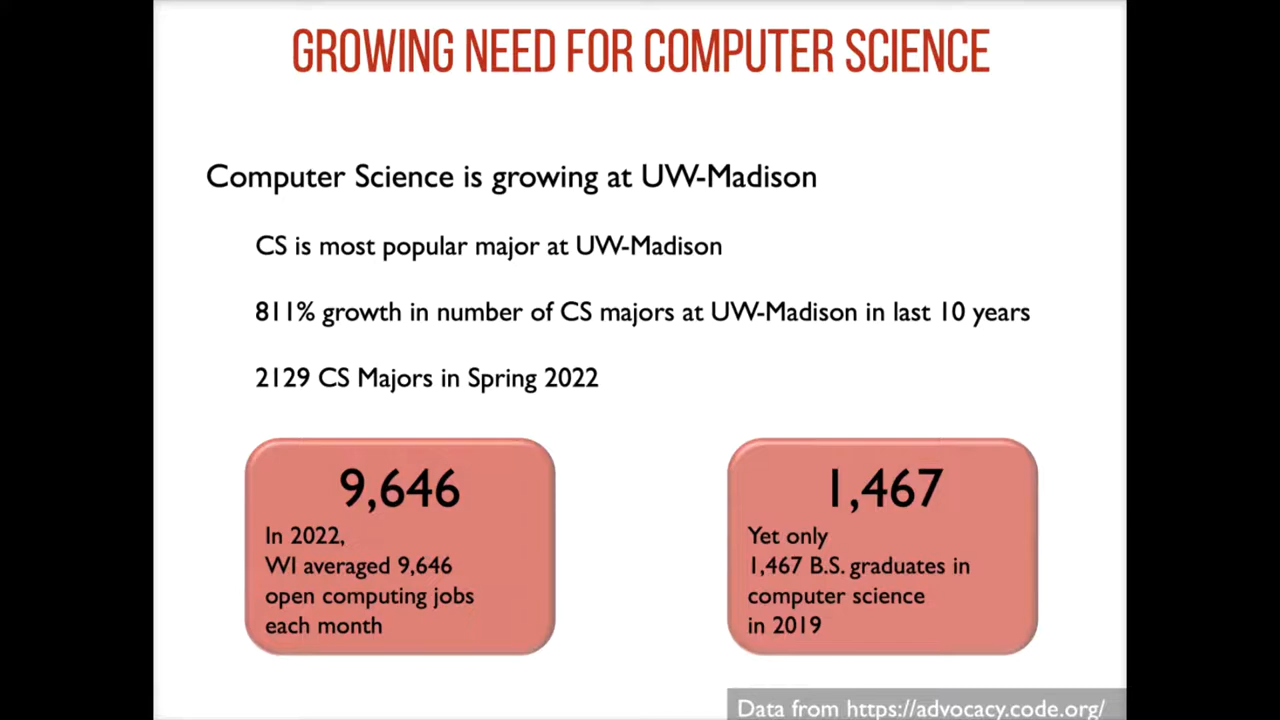 GROWING NEED FOR COMPUTER SCIENCE
Computer Science is growing at UW-Madison
CS is most popular major at UW-Madison
811% growth in number of CS majors at UW-Madison in last 10 years
2129 CS Majors in Spring 2022
9,646
In 2022,
WI averaged 9,646
open computing jobs
each month
1,467
Yet only
1,467 B.S. graduates in
computer science
in 2019
Data from https://advocacy.code.org/